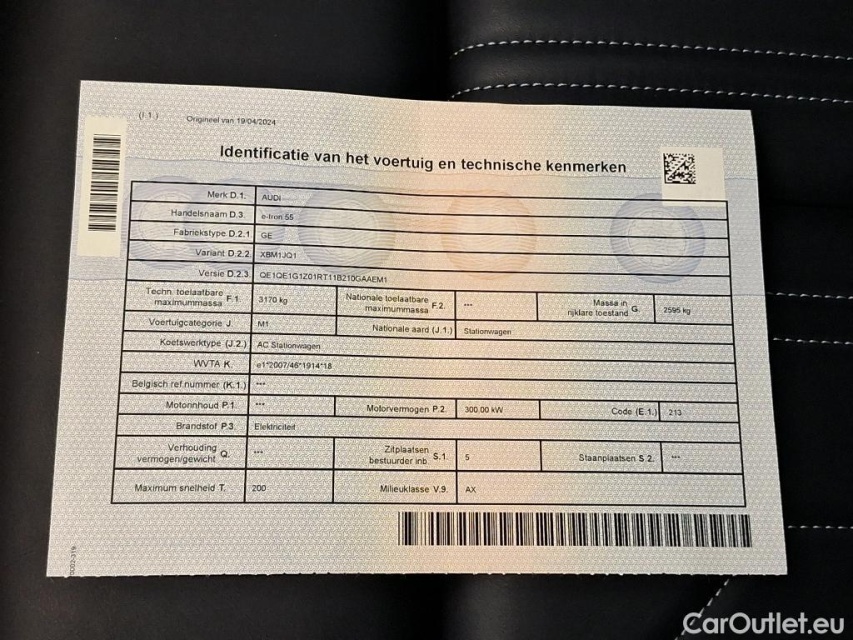 (I.1.) Origineel van 19/04/2024
Identificatie van het voertuig en technische kenmerken
Merk D.1. AUDI
Handelsnaam D.3. e-tron 55
Fabriekstype D.2.1 GE
Variant D.2.2 XBM1JQ1
Versie D.2.3 QE1QE1G1Z01RT11B210GAAEM1
Techn. toelaatbare maximummassa F.1. 3170 kg Nationale toelaatbare maximummassa F.2. --- Massa in rijklare toestand G. 2595 kg
Voertuigcategorie J. M1 Nationale aard (J.1.) Stationwagen
Koetswerktype (J.2.) AC Stationwagen
WVTA K. e1*2007/46*1914*18
Belgisch ref.nummer (K.1.) ---
Motorinhoud P.1. --- Motorvermogen P.2. 300.00 kW Code (E.1.) 213
Brandstof P.3. Elektriciteit
Verhouding vermogen/gewicht Q. --- Zitplaatsen bestuurder inb. S.1. 5 Staanplaatsen S.2. ---
Maximum snelheid T. 200 Milieuklasse V.9. AX
CarOutlet.eu